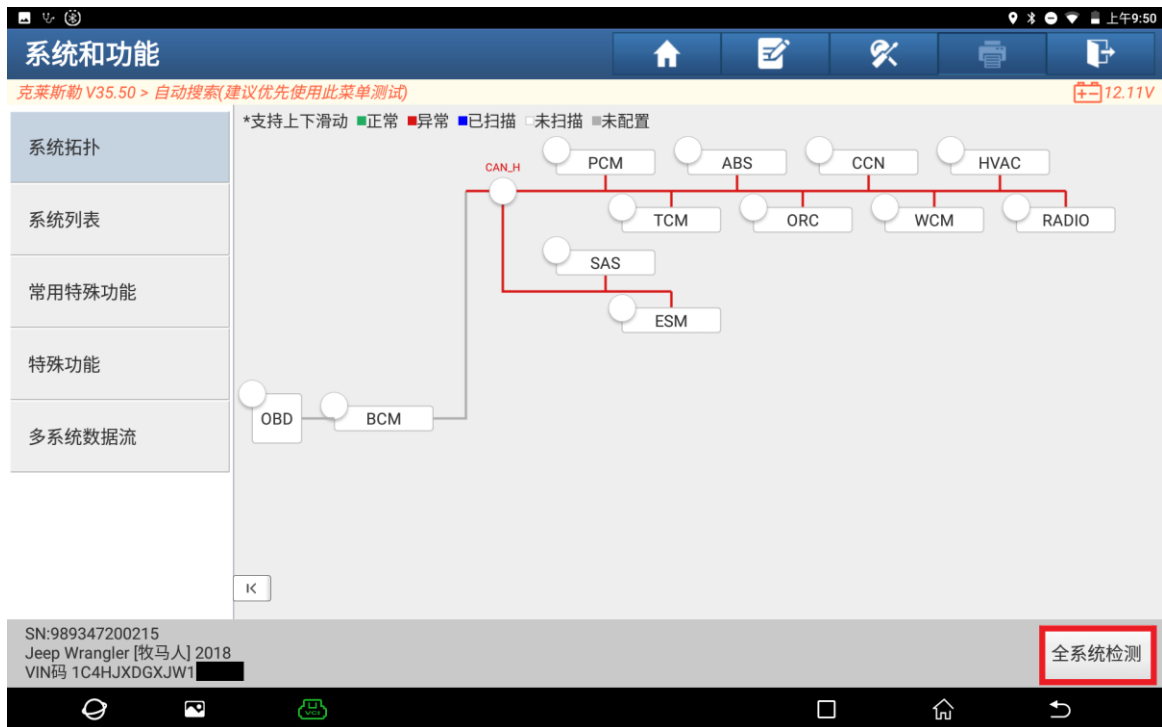 上午9:50
系统和功能
克莱斯勒 V35.50 > 自动搜索(建议优先使用此菜单测试)
12.11V
系统拓扑
系统列表
常用特殊功能
特殊功能
多系统数据流
*支持上下滑动 ■正常 ■异常 ■已扫描 □未扫描 ■未配置
CAN_H
PCM
ABS
CCN
HVAC
TCM
ORC
WCM
RADIO
SAS
ESM
OBD
BCM
SN:989347200215
Jeep Wrangler [牧马人] 2018
VIN码 1C4HJXDGXJW1
全系统检测
VCI